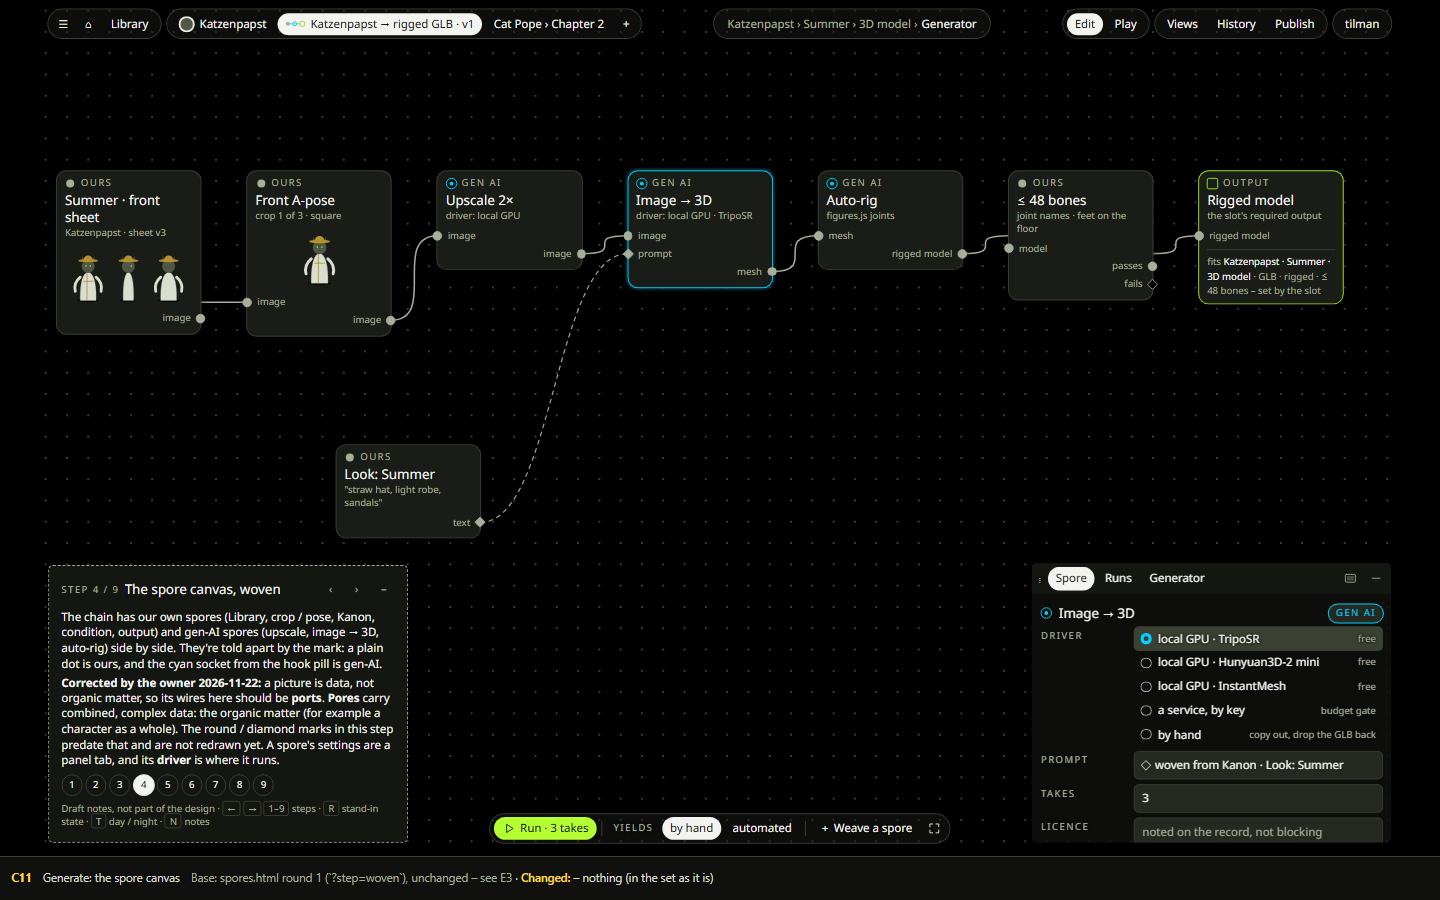 Library
Katzenpapst
Katzenpapst → rigged GLB · v1
Cat Pope › Chapter 2
+
Katzenpapst › Summer › 3D model › Generator
Edit
Play
Views
History
Publish
tilman
OURS
Summer · front
sheet
Katzenpapst · sheet v3
image
OURS
Front A-pose
crop 1 of 3 · square
image
image
GEN AI
Upscale 2×
driver: local GPU
image
image
GEN AI
Image → 3D
driver: local GPU · TripoSR
image
prompt
mesh
GEN AI
Auto-rig
figures.js joints
mesh
rigged model
OURS
≤ 48 bones
joint names · feet on the
floor
model
passes
fails
OUTPUT
Rigged model
the slot's required output
rigged model
fits Katzenpapst · Summer ·
3D model · GLB · rigged · ≤
48 bones – set by the slot
OURS
Look: Summer
"straw hat, light robe,
sandals"
text
STEP 4 / 9 The spore canvas, woven ‹ › –
The chain has our own spores (Library, crop / pose, Kanon,
condition, output) and gen-AI spores (upscale, image → 3D,
auto-rig) side by side. They're told apart by the mark: a plain
dot is ours, and the cyan socket from the hook pill is gen-AI.
Corrected by the owner 2026-11-22: a picture is data, not
organic matter, so its wires here should be ports. Pores carry
combined, complex data: the organic matter (for example a
character as a whole). The round / diamond marks in this step
predate that and are not redrawn yet. A spore's settings are a
panel tab, and its driver is where it runs.
1 2 3 4 5 6 7 8 9
Draft notes, not part of the design · ← → 1–9 steps · R stand-in
state · T day / night · N notes
Run · 3 takes
YIELDS
by hand
automated
+ Weave a spore
Spore
Runs
Generator
Image → 3D
GEN AI
DRIVER
local GPU · TripoSR free
local GPU · Hunyuan3D-2 mini free
local GPU · InstantMesh free
a service, by key budget gate
by hand copy out, drop the GLB back
PROMPT
◇ woven from Kanon · Look: Summer
TAKES
3
LICENCE
noted on the record, not blocking
C11 Generate: the spore canvas Base: spores.html round 1 (`?step=woven`), unchanged – see E3 · Changed: – nothing (in the set as it is)